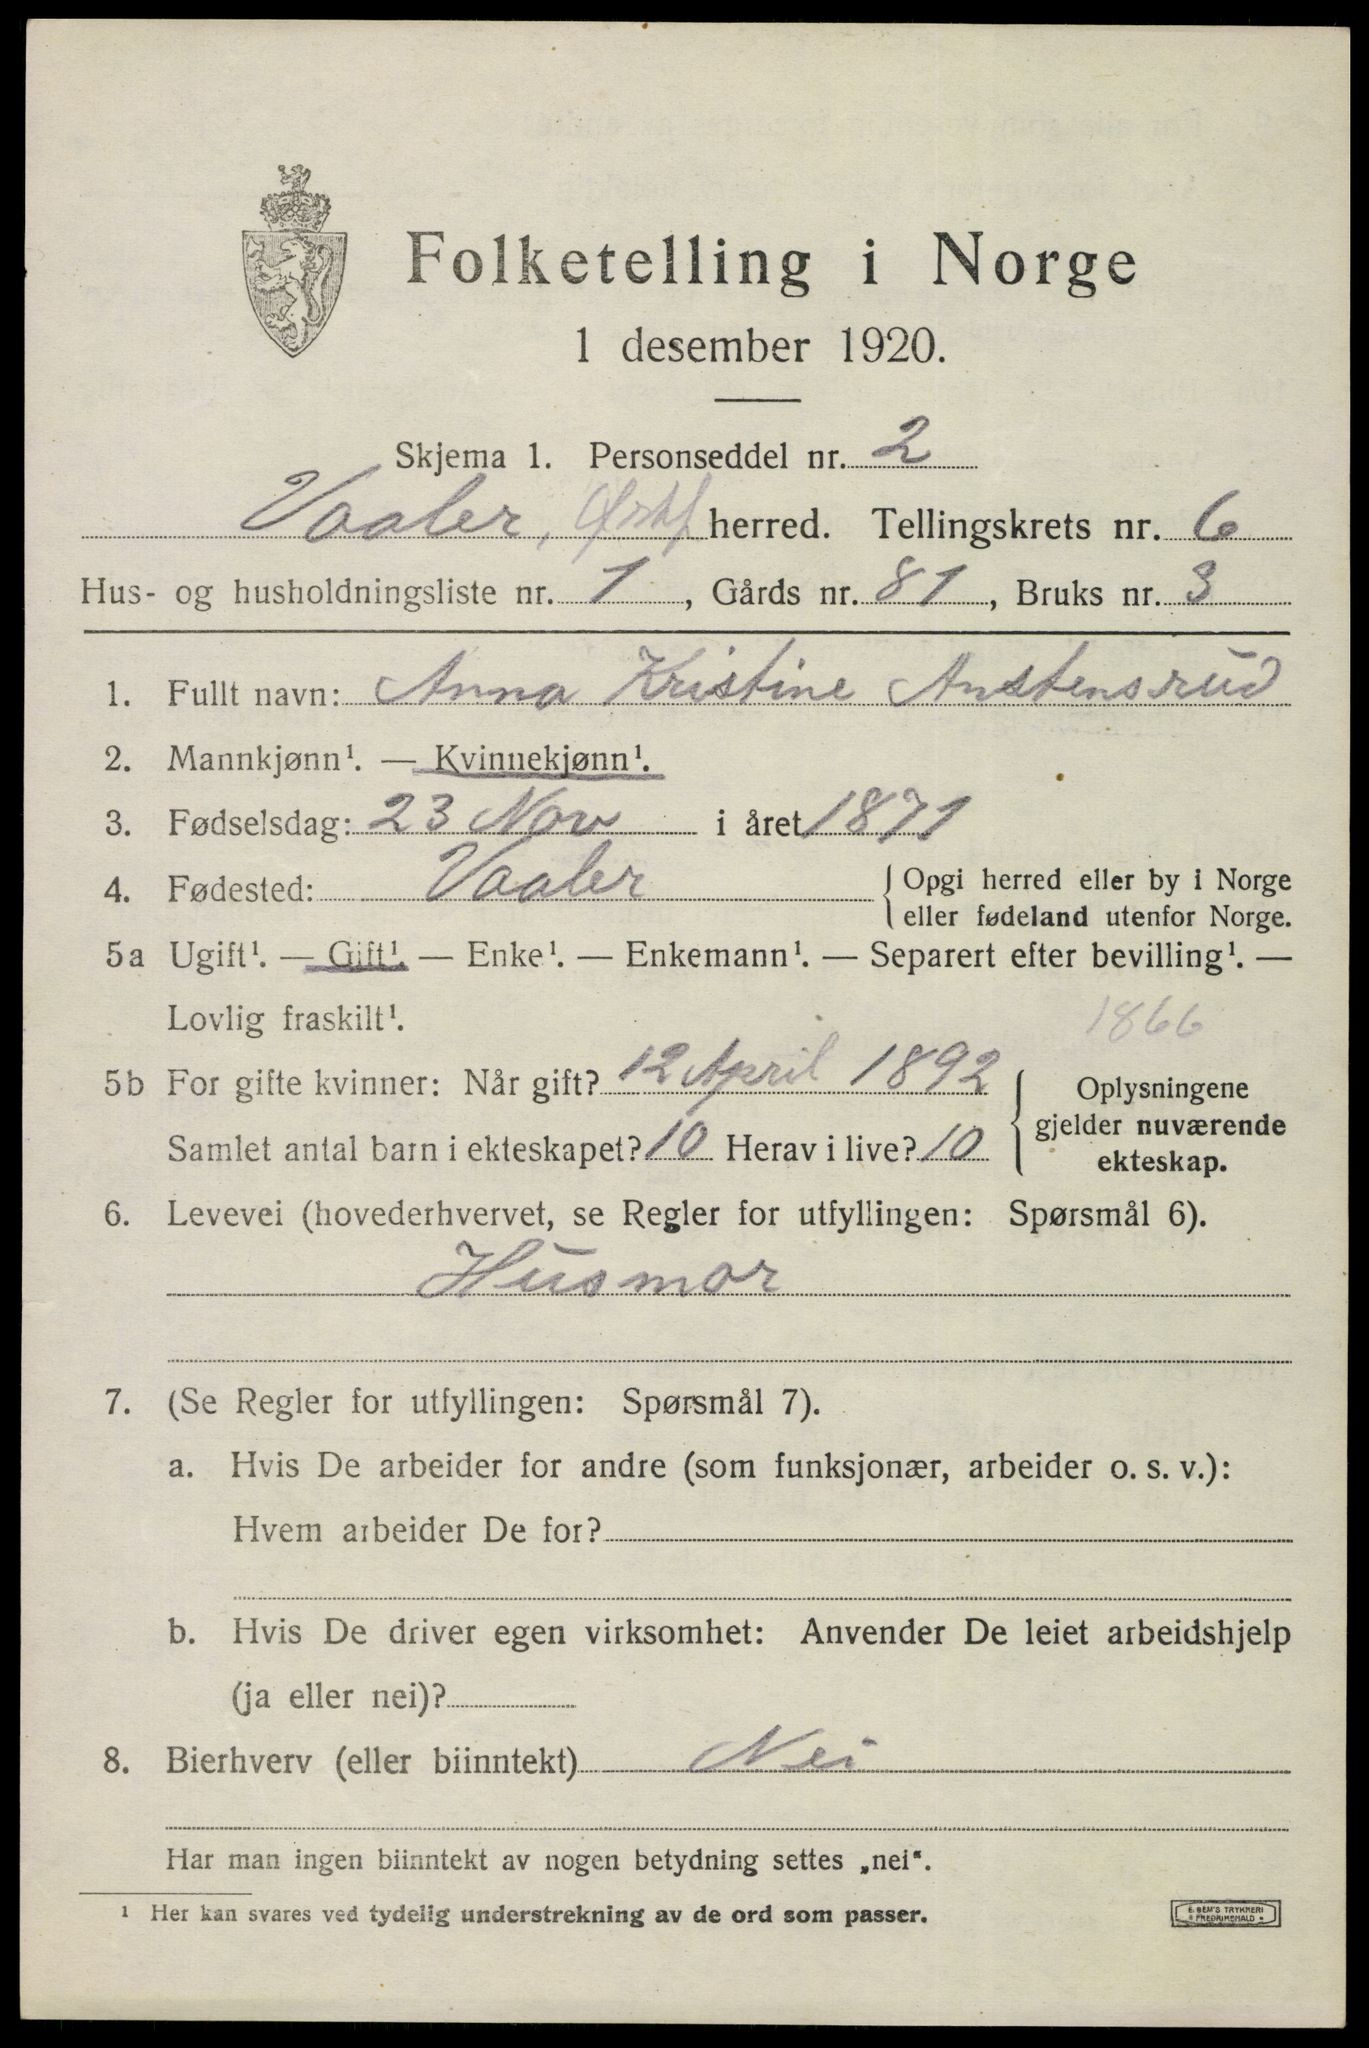 Folketelling i Norge
1 desember 1920.
Skjema 1. Personseddel nr. 2
Vaaler, Østf herred. Tellingskrets nr. 6
Hus- og husholdningsliste nr. 1, Gårds nr. 81, Bruks nr. 3
1. Fullt navn: Anna Kristine Anstensrud
2. Mannkjønn¹. — Kvinnekjønn¹.
3. Fødselsdag: 23 Nov i året 1871
4. Fødested: Vaaler { Opgi herred eller by i Norge
eller fødeland utenfor Norge.
5a Ugift¹. — Gift¹. — Enke¹. — Enkemann¹. — Separert efter bevilling¹. —
Lovlig fraskilt¹. 1866
5b For gifte kvinner: Når gift? 12 April 1892 { Oplysningene
gjelder nuværende
Samlet antal barn i ekteskapet? 10 Herav i live? 10 ekteskap.
6. Levevei (hovederhvervet, se Regler for utfyllingen: Spørsmål 6).
Husmor
7. (Se Regler for utfyllingen: Spørsmål 7).
a. Hvis De arbeider for andre (som funksjonær, arbeider o. s. v.):
Hvem arbeider De for?
b. Hvis De driver egen virksomhet: Anvender De leiet arbeidshjelp
(ja eller nei)?
8. Bierhverv (eller biinntekt) Nei
Har man ingen biinntekt av nogen betydning settes „nei“.
¹ Her kan svares ved tydelig understrekning av de ord som passer.
E. SEM'S TRYKKERI
FREDRIKSHALD